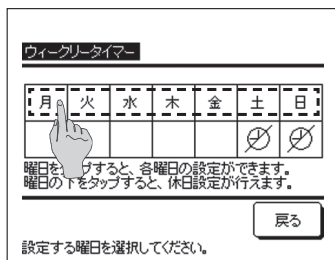 ウィークリータイマー
月 火 水 木 金 土 日
曜日をタップすると、各曜日の設定ができます。
曜日の下をタップすると、休日設定が行えます。
戻る
設定する曜日を選択してください。